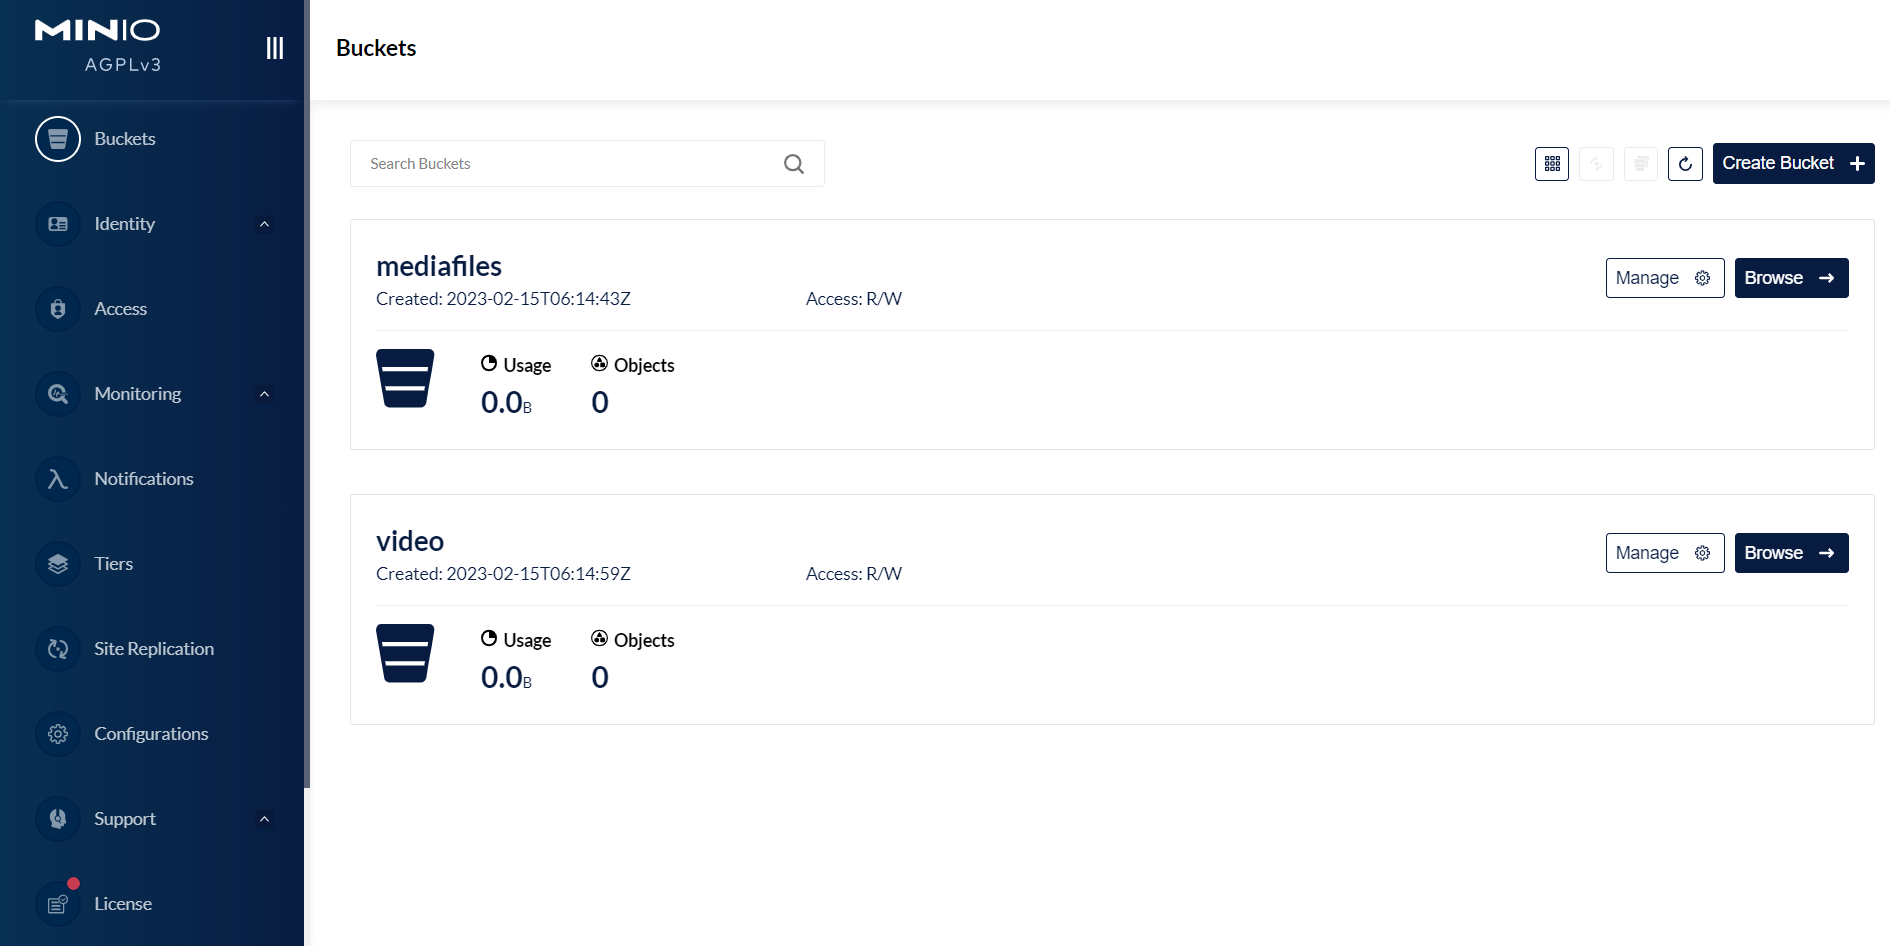 MINIO
AGPLv3
Buckets
Identity
Access
Monitoring
Notifications
Tiers
Site Replication
Configurations
Support
License
Buckets
Search Buckets
Create Bucket
mediafiles
Created: 2023-02-15T06:14:43Z Access: R/W
Manage Browse
Usage Objects
0.0B 0
video
Created: 2023-02-15T06:14:59Z Access: R/W
Manage Browse
Usage Objects
0.0B 0